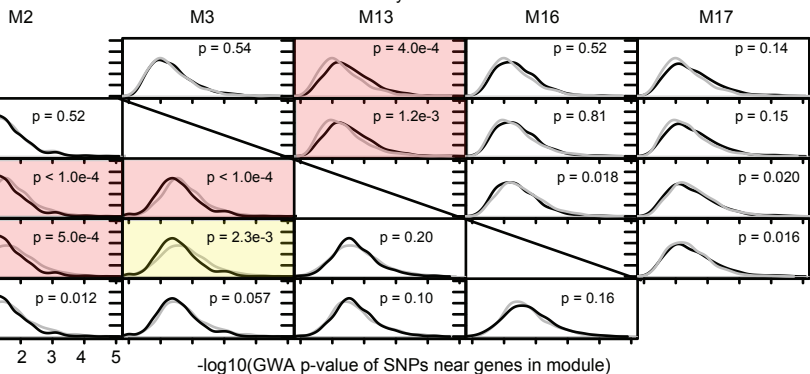 M2 M3 M13 M16 M17
p = 0.54 p = 4.0e-4 p = 0.52 p = 0.14
p = 0.52 p = 1.2e-3 p = 0.81 p = 0.15
p < 1.0e-4 p < 1.0e-4 p = 0.018 p = 0.020
p = 5.0e-4 p = 2.3e-3 p = 0.20 p = 0.016
p = 0.012 p = 0.057 p = 0.10 p = 0.16
2 3 4 5
-log10(GWA p-value of SNPs near genes in module)